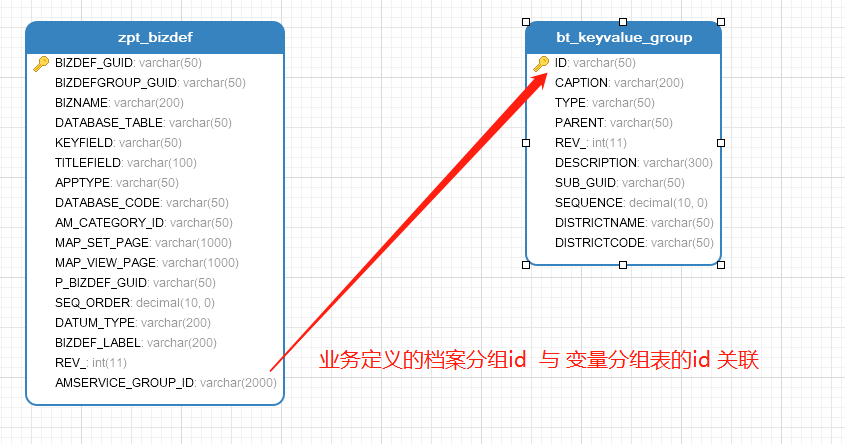 zpt_bizdef
BIZDEF_GUID: varchar(50)
BIZDEFGROUP_GUID: varchar(50)
BIZNAME: varchar(200)
DATABASE_TABLE: varchar(50)
KEYFIELD: varchar(50)
TITLEFIELD: varchar(100)
APPTYPE: varchar(50)
DATABASE_CODE: varchar(50)
AM_CATEGORY_ID: varchar(50)
MAP_SET_PAGE: varchar(1000)
MAP_VIEW_PAGE: varchar(1000)
P_BIZDEF_GUID: varchar(50)
SEQ_ORDER: decimal(10, 0)
DATUM_TYPE: varchar(200)
BIZDEF_LABEL: varchar(200)
REV_: int(11)
AMSERVICE_GROUP_ID: varchar(2000)
bt_keyvalue_group
ID: varchar(50)
CAPTION: varchar(200)
TYPE: varchar(50)
PARENT: varchar(50)
REV_: int(11)
DESCRIPTION: varchar(300)
SUB_GUID: varchar(50)
SEQUENCE: decimal(10, 0)
DISTRICTNAME: varchar(50)
DISTRICTCODE: varchar(50)
业务定义的档案分组id 与 变量分组表的id 关联